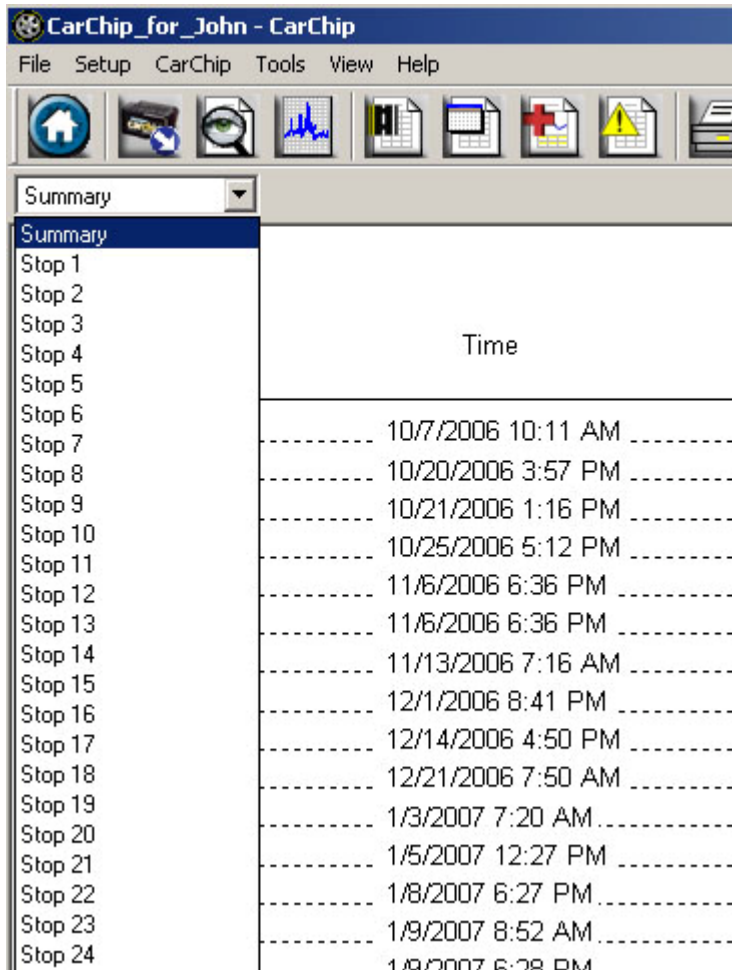 CarChip_for_John - CarChip
File Setup CarChip Tools View Help
Summary
Summary
Stop 1
Stop 2
Stop 3
Stop 4
Stop 5
Stop 6
Stop 7
Stop 8
Stop 9
Stop 10
Stop 11
Stop 12
Stop 13
Stop 14
Stop 15
Stop 16
Stop 17
Stop 18
Stop 19
Stop 20
Stop 21
Stop 22
Stop 23
Stop 24
Time
10/7/2006 10:11 AM
10/20/2006 3:57 PM
10/21/2006 1:16 PM
10/25/2006 5:12 PM
11/6/2006 6:36 PM
11/6/2006 6:36 PM
11/13/2006 7:16 AM
12/1/2006 8:41 PM
12/14/2006 4:50 PM
12/21/2006 7:50 AM
1/3/2007 7:20 AM
1/5/2007 12:27 PM
1/8/2007 6:27 PM
1/9/2007 8:52 AM
1/9/2007 6:28 PM